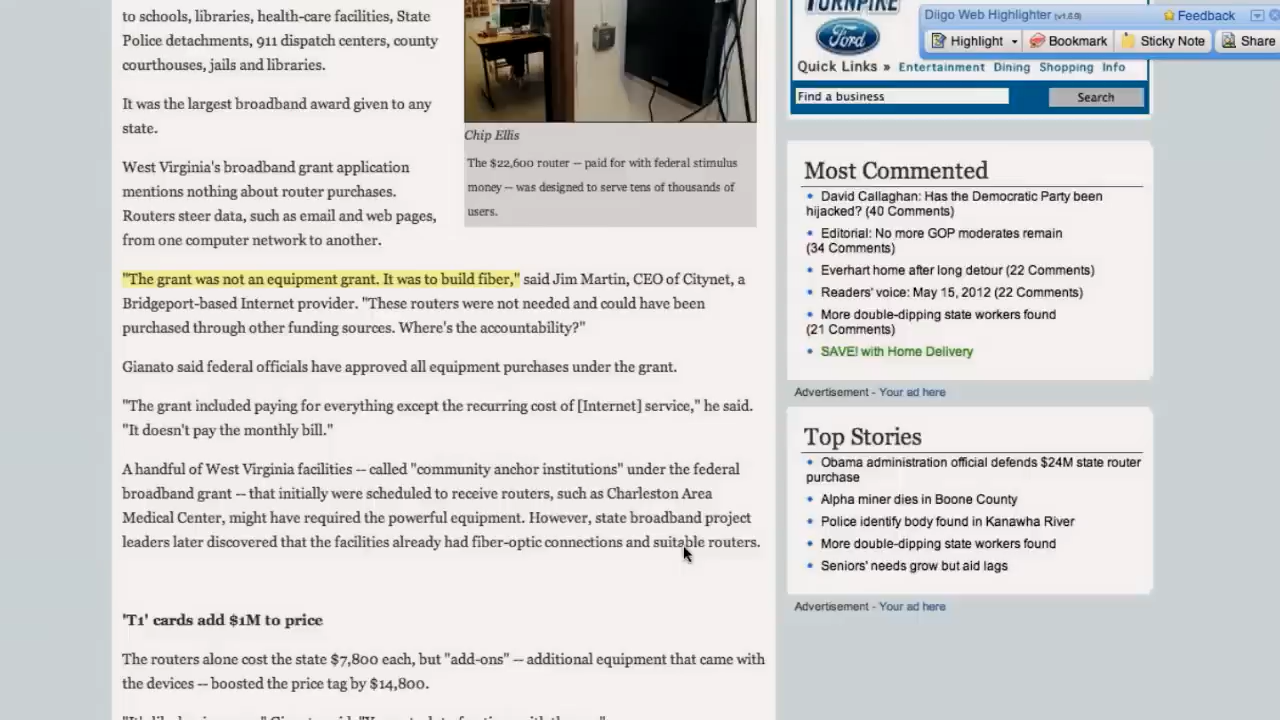 to schools, libraries, health-care facilities, State
Police detachments, 911 dispatch centers, county
courthouses, jails and libraries.
It was the largest broadband award given to any
state.
West Virginia's broadband grant application
mentions nothing about router purchases.
Routers steer data, such as email and web pages,
from one computer network to another.
Chip Ellis
The $22,600 router -- paid for with federal stimulus
money -- was designed to serve tens of thousands of
users.
"The grant was not an equipment grant. It was to build fiber," said Jim Martin, CEO of Citynet, a
Bridgeport-based Internet provider. "These routers were not needed and could have been
purchased through other funding sources. Where's the accountability?"
Gianato said federal officials have approved all equipment purchases under the grant.
"The grant included paying for everything except the recurring cost of [Internet] service," he said.
"It doesn't pay the monthly bill."
A handful of West Virginia facilities -- called "community anchor institutions" under the federal
broadband grant -- that initially were scheduled to receive routers, such as Charleston Area
Medical Center, might have required the powerful equipment. However, state broadband project
leaders later discovered that the facilities already had fiber-optic connections and suitable routers.
'T1' cards add $1M to price
The routers alone cost the state $7,800 each, but "add-ons" -- additional equipment that came with
the devices -- boosted the price tag by $14,800.
TURNPIKE
Ford
Diigo Web Highlighter (v1.6.9)
Feedback
Highlight
Bookmark
Sticky Note
Share
Quick Links » Entertainment Dining Shopping Info
Find a business
Search
Most Commented
• David Callaghan: Has the Democratic Party been
hijacked? (40 Comments)
• Editorial: No more GOP moderates remain
(34 Comments)
• Everhart home after long detour (22 Comments)
• Readers' voice: May 15, 2012 (22 Comments)
• More double-dipping state workers found
(21 Comments)
• SAVE! with Home Delivery
Advertisement - Your ad here
Top Stories
• Obama administration official defends $24M state router
purchase
• Alpha miner dies in Boone County
• Police identify body found in Kanawha River
• More double-dipping state workers found
• Seniors' needs grow but aid lags
Advertisement - Your ad here